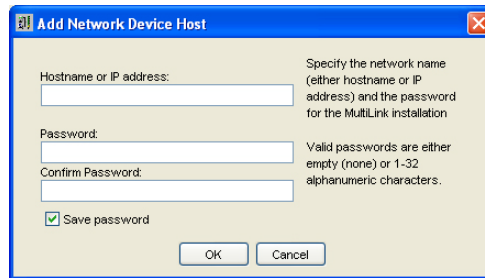 Add Network Device Host
Hostname or IP address:
Specify the network name
(either hostname or IP
address) and the password
for the MultiLink installation
Password:
Valid passwords are either
empty (none) or 1-32
alphanumeric characters.
Confirm Password:
Save password
OK
Cancel